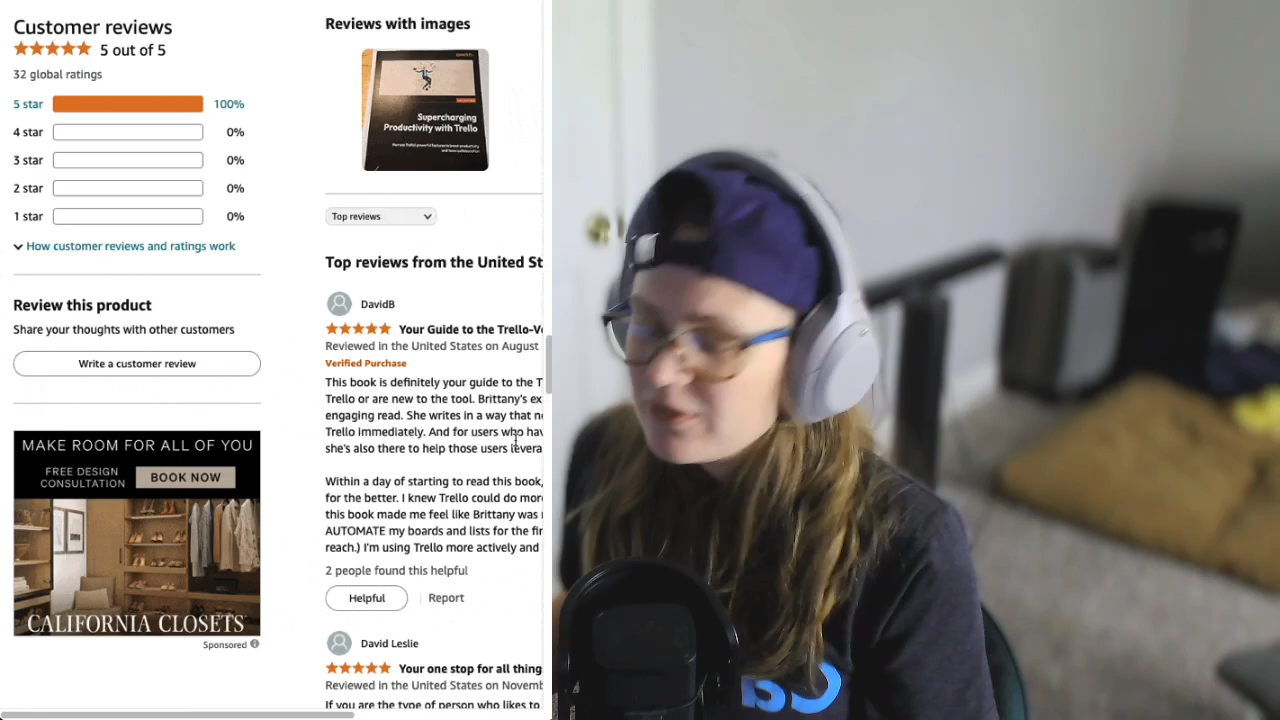 Customer reviews
5 out of 5
32 global ratings
5 star 100%
4 star 0%
3 star 0%
2 star 0%
1 star 0%
How customer reviews and ratings work
Review this product
Share your thoughts with other customers
Write a customer review
MAKE ROOM FOR ALL OF YOU
FREE DESIGN
CONSULTATION
BOOK NOW
CALIFORNIA CLOSETS
Sponsored
Reviews with images
Supercharging
Productivity with Trello
Top reviews
Top reviews from the United St
DavidB
Your Guide to the Trello-V
Reviewed in the United States on August
Verified Purchase
This book is definitely your guide to the T
Trello or are new to the tool. Brittany's ex
engaging read. She writes in a way that n
Trello immediately. And for users who hav
she's also there to help those users levera
Within a day of starting to read this book,
for the better. I knew Trello could do mor
this book made me feel like Brittany was
AUTOMATE my boards and lists for the fir
reach.) I'm using Trello more actively and
2 people found this helpful
Helpful
Report
David Leslie
Your one stop for all thing
Reviewed in the United States on Novemb
If you are the type of person who likes to